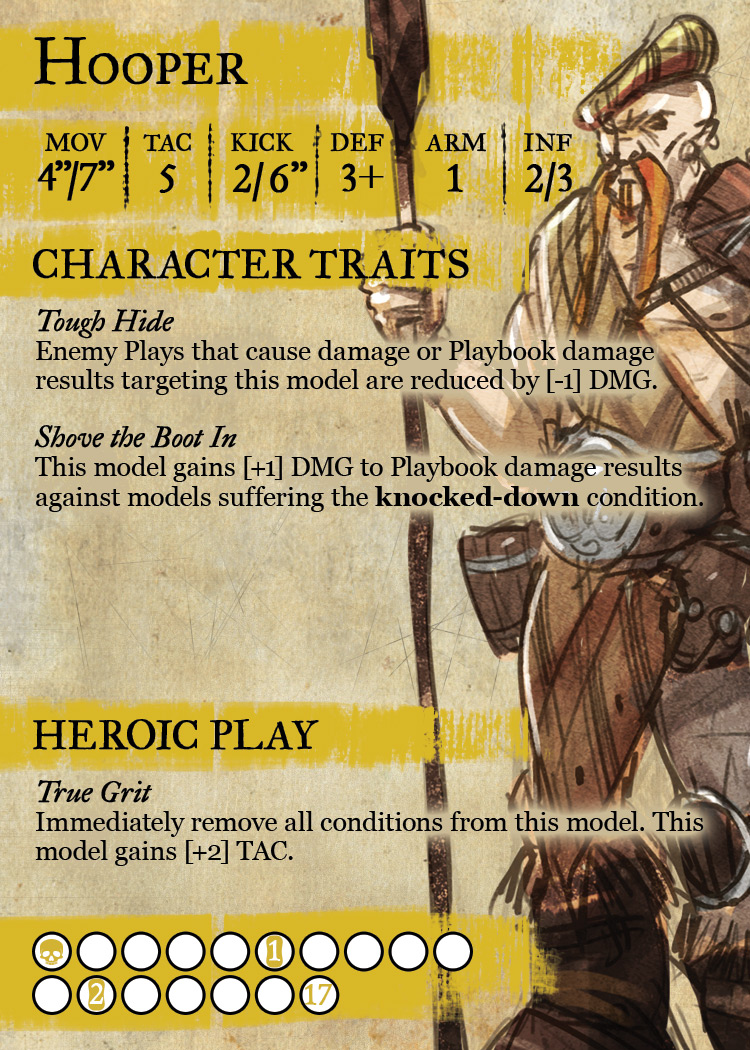 Hooper
MOV TAC KICK DEF ARM INF
4”/7” 5 2/6” 3+ 1 2/3
CHARACTER TRAITS
Tough Hide
Enemy Plays that cause damage or Playbook damage
results targeting this model are reduced by [-1] DMG.
Shove the Boot In
This model gains [+1] DMG to Playbook damage results
against models suffering the knocked-down condition.
HEROIC PLAY
True Grit
Immediately remove all conditions from this model. This
model gains [+2] TAC.
1
2 17